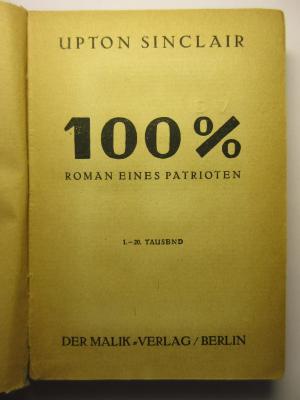 UPTON SINCLAIR
100%
ROMAN EINES PATRIOTEN
1.–20. TAUSEND
DER MALIK-VERLAG / BERLIN